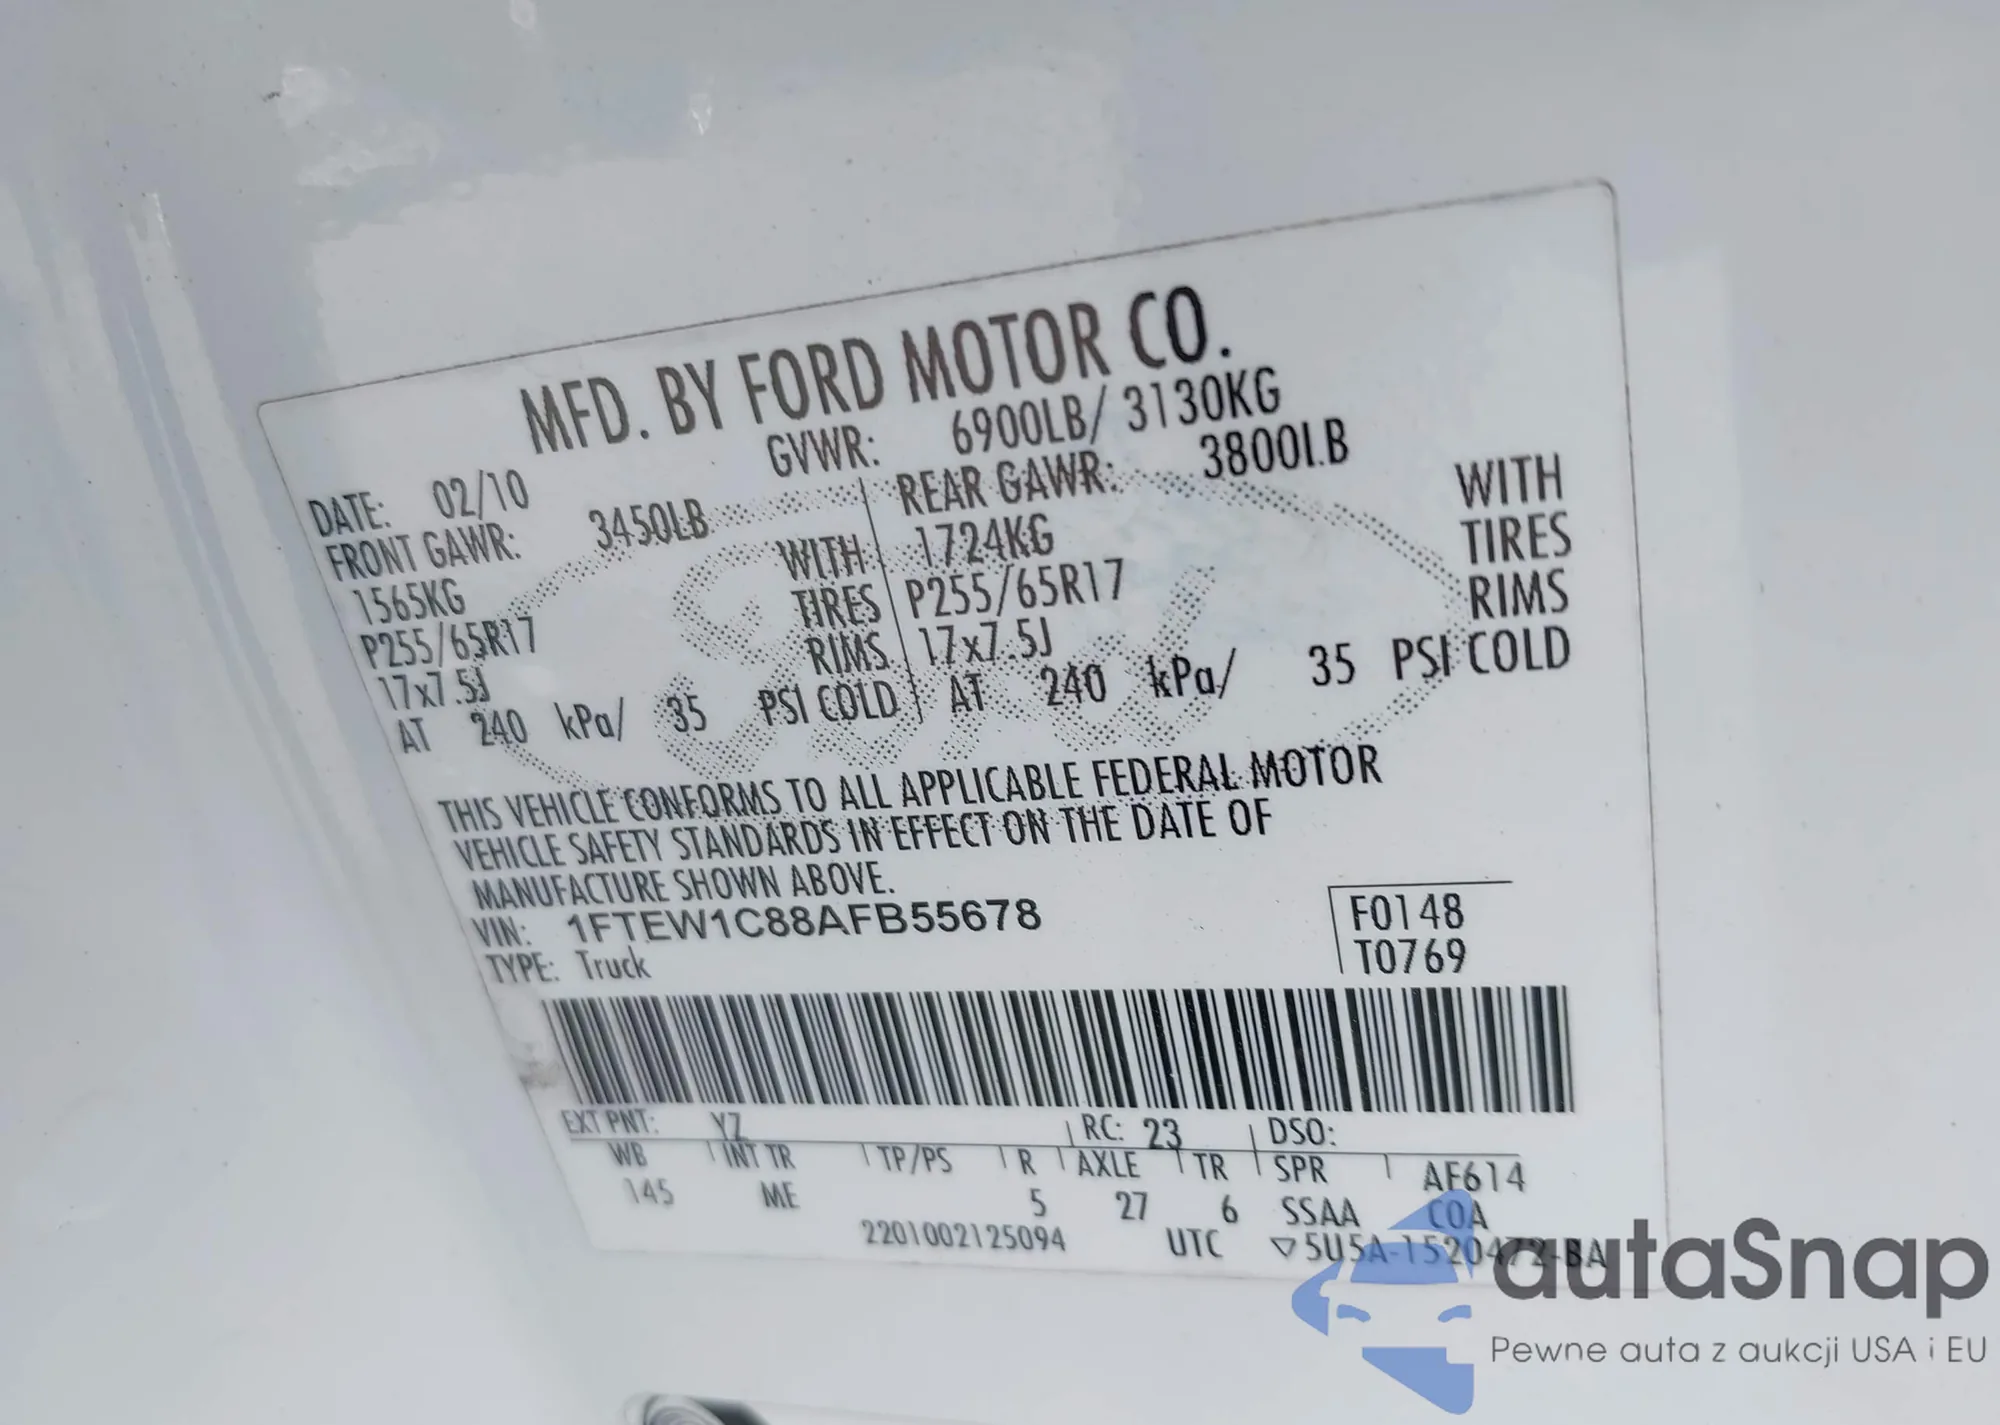 MFD. BY FORD MOTOR CO.
DATE: 02/10 GVWR: 6900LB/ 3130KG
FRONT GAWR: 3450LB REAR GAWR: 3800LB
1565KG WITH 1724KG WITH
P255/65R17 TIRES P255/65R17 TIRES
17x7.5J RIMS 17x7.5J RIMS
AT 240 kPa/ 35 PSI COLD AT 240 kPa/ 35 PSI COLD
THIS VEHICLE CONFORMS TO ALL APPLICABLE FEDERAL MOTOR
VEHICLE SAFETY STANDARDS IN EFFECT ON THE DATE OF
MANUFACTURE SHOWN ABOVE.
VIN: 1FTEW1C88AFB55678 F0148
TYPE: Truck T0769
EXT PNT: YZ RC: 23 DSO:
WB INT TR TP/PS R AXLE TR SPR AF614
145 ME 5 27 6 SSAA COA
2201002125094 UTC ▽5U5A-1520472-BA
autaSnap
Pewne auta z aukcji USA i EU